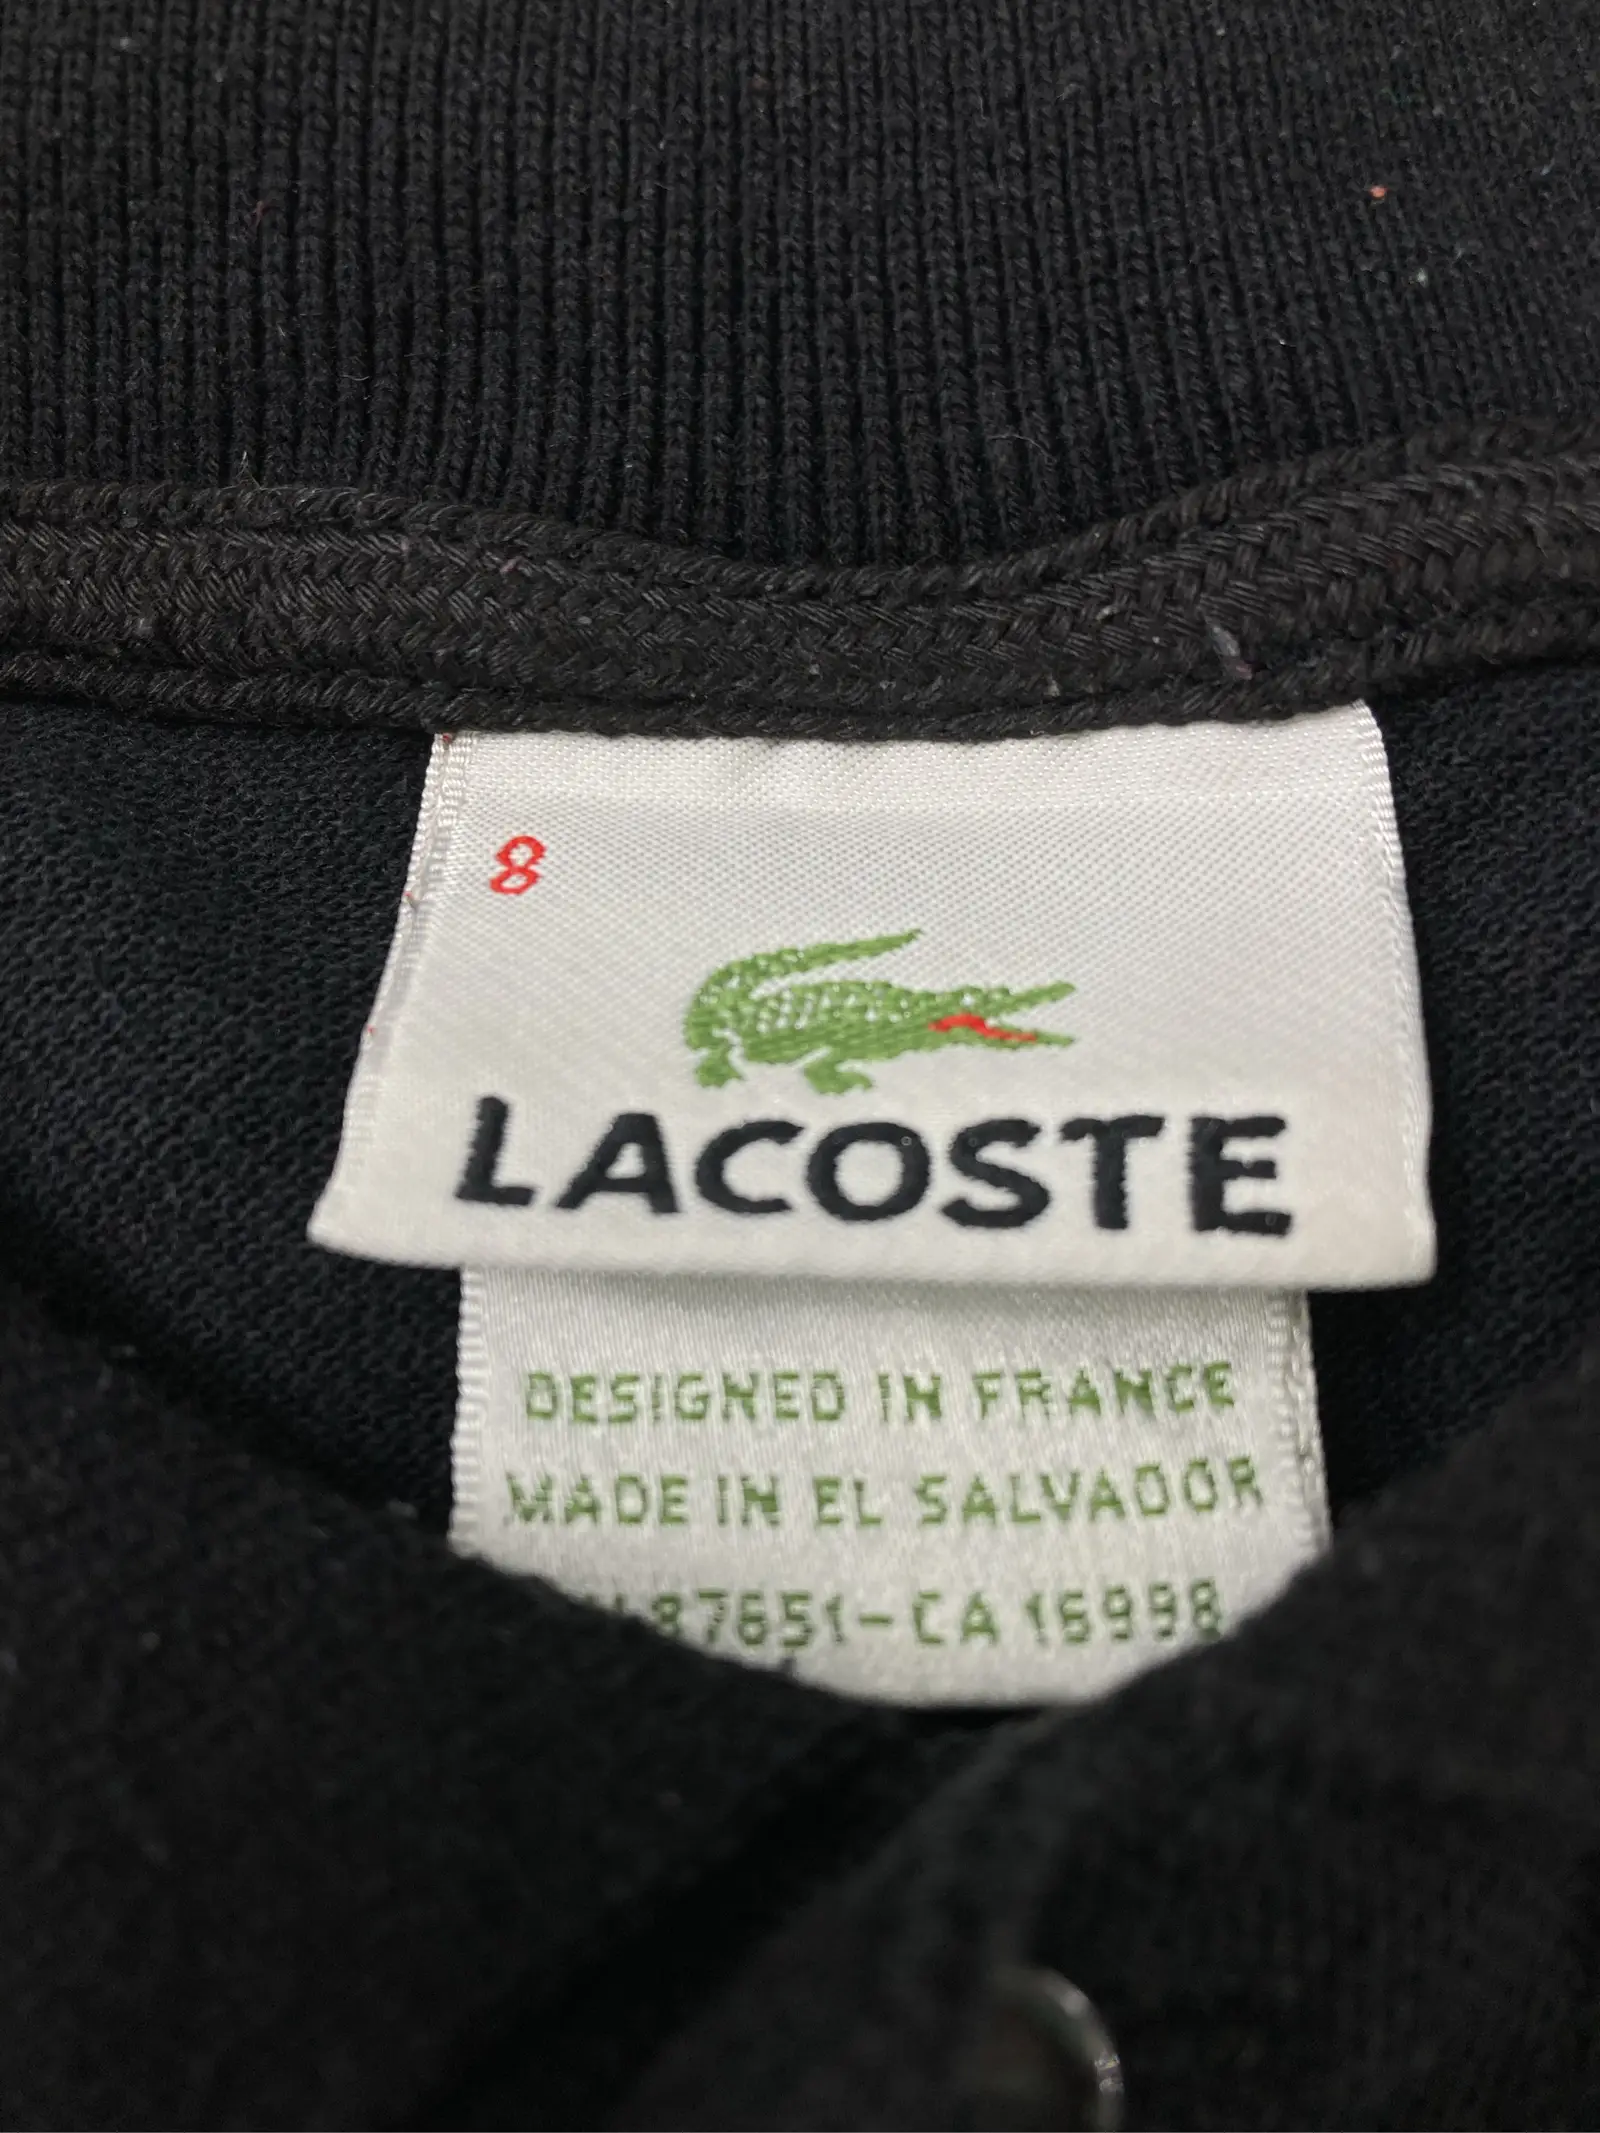 8
LACOSTE
DESIGNED IN FRANCE
MADE IN EL SALVADOR
87651-CA 16998